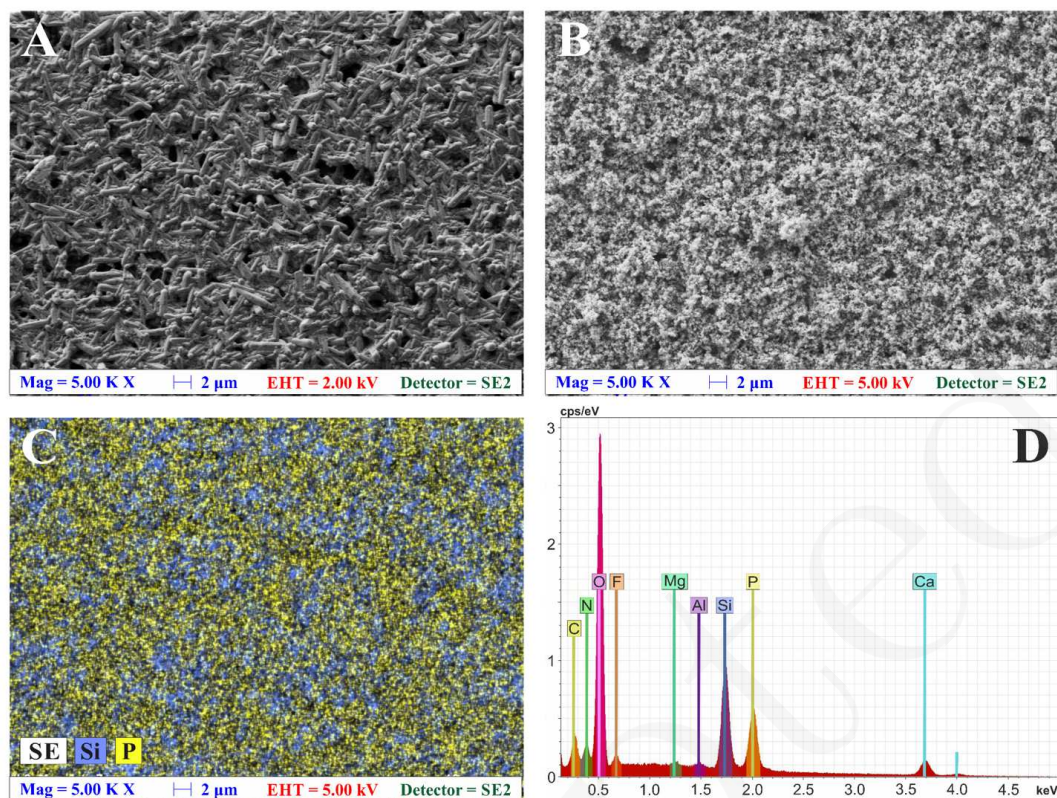 A
Mag = 5.00 K X 2 µm EHT = 2.00 kV Detector = SE2
B
Mag = 5.00 K X 2 µm EHT = 5.00 kV Detector = SE2
C
SE Si P
Mag = 5.00 K X 2 µm EHT = 5.00 kV Detector = SE2
cps/eV
D
3
2
1
0
C N O F Mg Al Si P Ca
0.5 1.0 1.5 2.0 2.5 3.0 3.5 4.0 4.5 keV